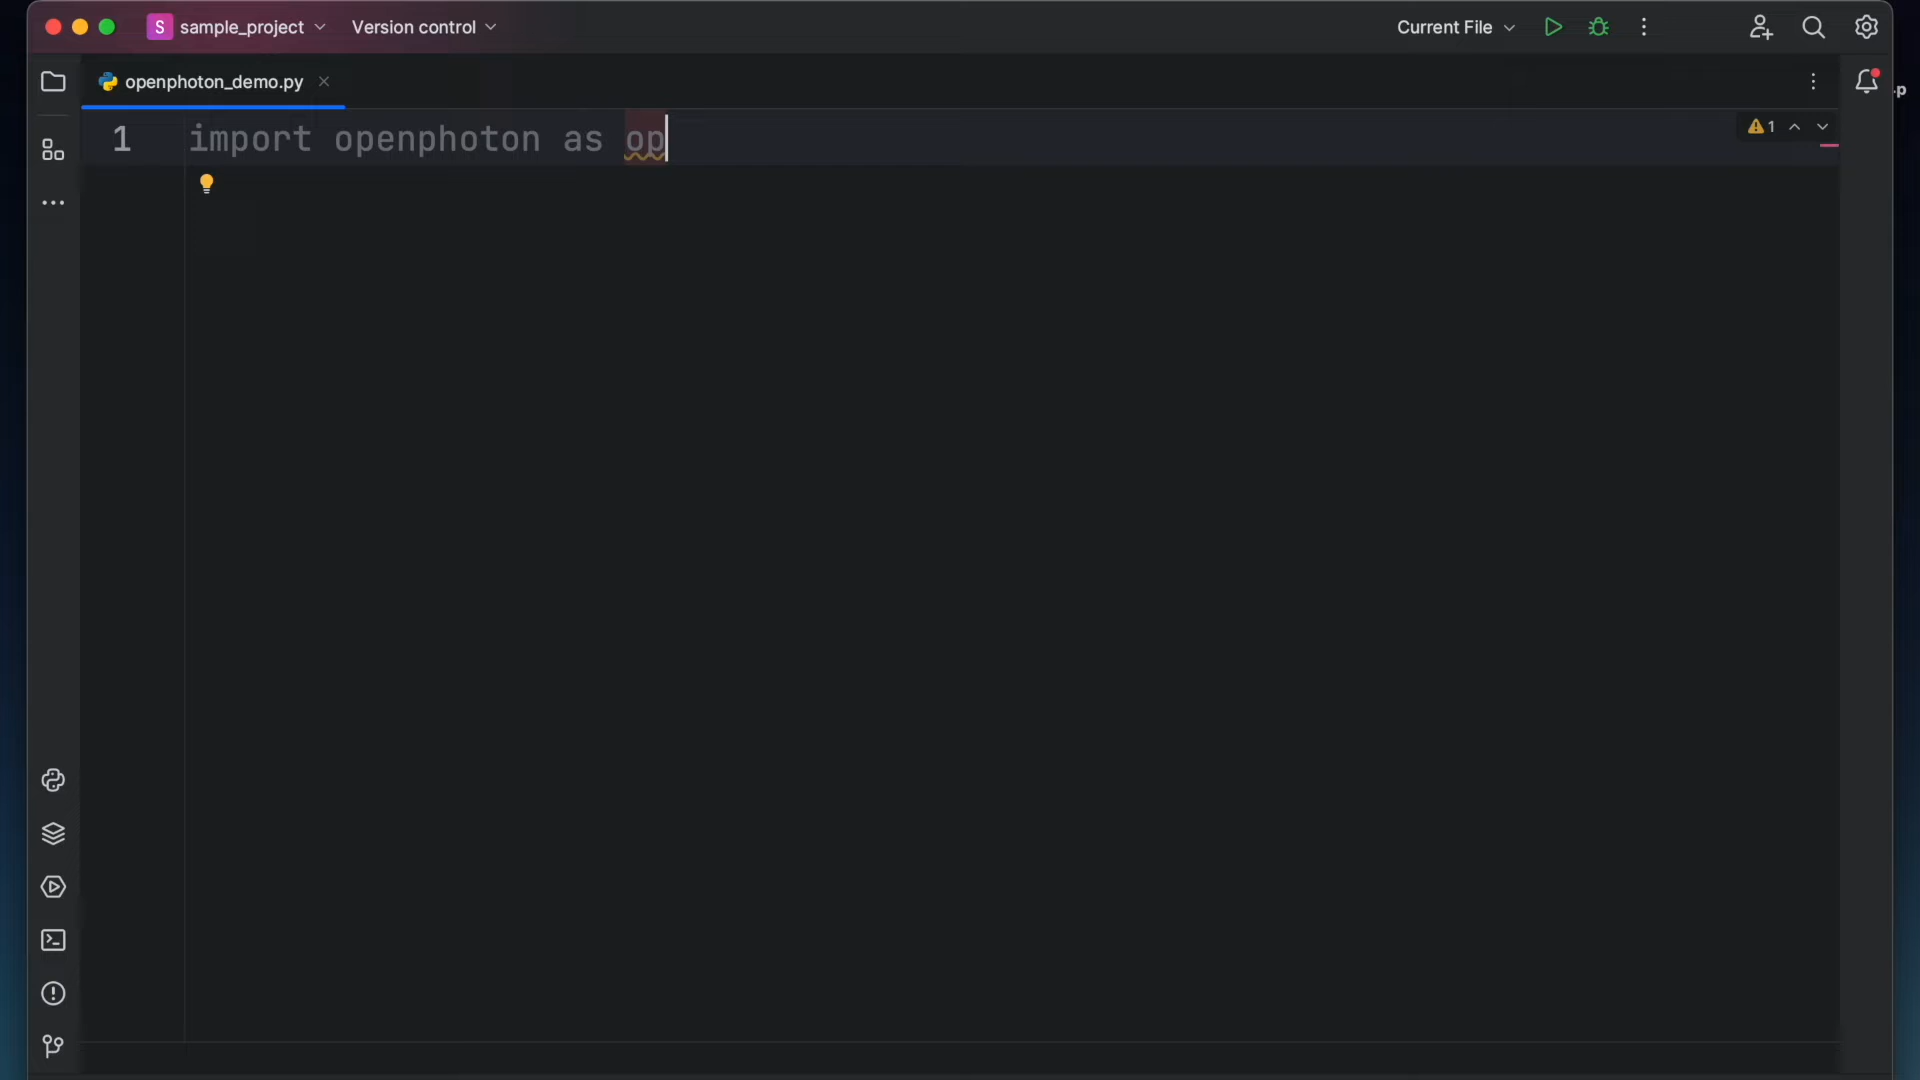 S sample_project Version control Current File
openphoton_demo.py
.p
1 import openphoton as op
1